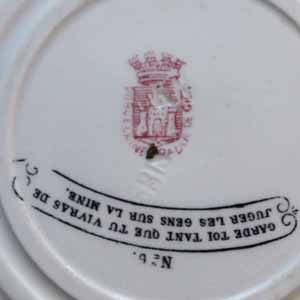 Nº 6.
GARDE TOI TANT QUE TU VIVRAS DE
JUGER LES GENS SUR LA MINE.